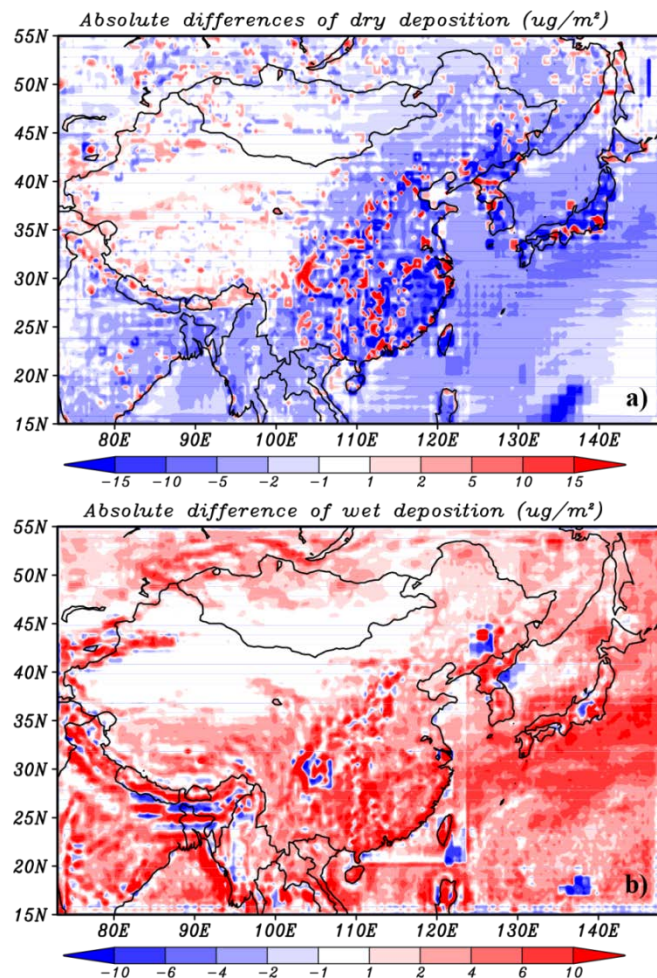 Absolute differences of dry deposition (ug/m²)
55N
50N
45N
40N
35N
30N
25N
20N
15N
a)
80E 90E 100E 110E 120E 130E 140E
−15 −10 −5 −2 −1 1 2 5 10 15
Absolute difference of wet deposition (ug/m²)
55N
50N
45N
40N
35N
30N
25N
20N
15N
b)
80E 90E 100E 110E 120E 130E 140E
−10 −6 −4 −2 −1 1 2 4 6 10